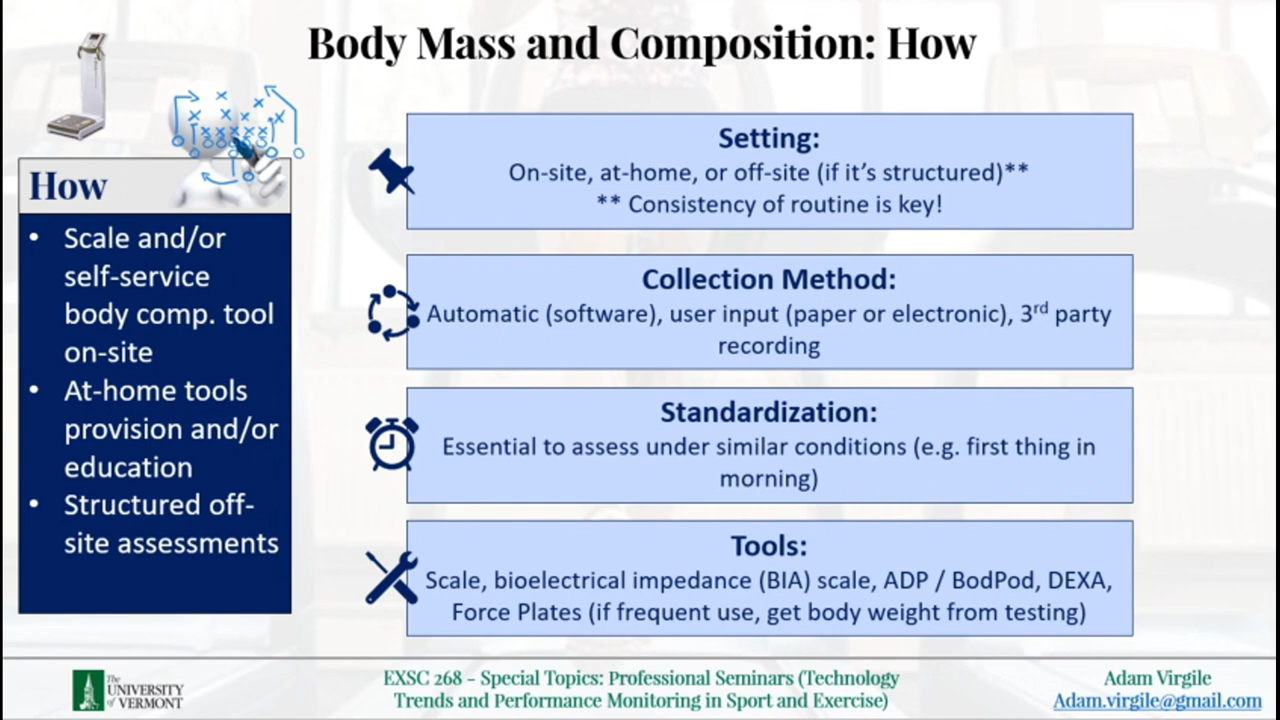 Body Mass and Composition: How
How
• Scale and/or
self-service
body comp. tool
on-site
• At-home tools
provision and/or
education
• Structured off-
site assessments
Setting:
On-site, at-home, or off-site (if it's structured)**
** Consistency of routine is key!
Collection Method:
Automatic (software), user input (paper or electronic), 3rd party
recording
Standardization:
Essential to assess under similar conditions (e.g. first thing in
morning)
Tools:
Scale, bioelectrical impedance (BIA) scale, ADP / BodPod, DEXA,
Force Plates (if frequent use, get body weight from testing)
The
UNIVERSITY
of VERMONT
EXSC 268 – Special Topics: Professional Seminars (Technology
Trends and Performance Monitoring in Sport and Exercise)
Adam Virgile
Adam.virgile@gmail.com